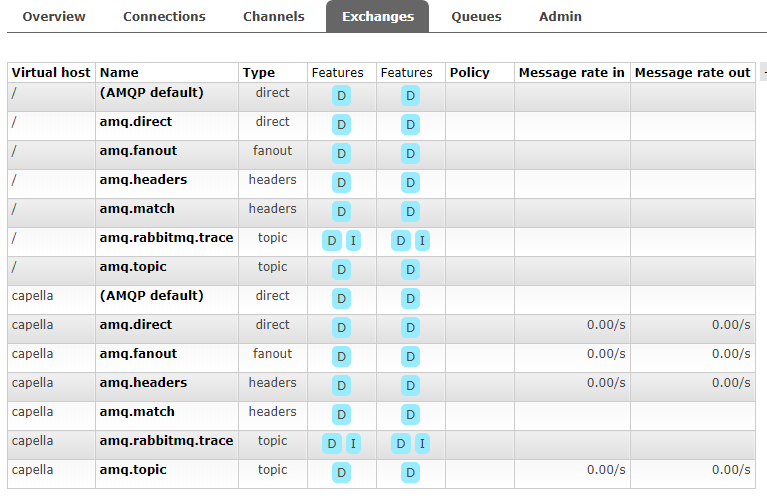 Overview Connections Channels Exchanges Queues Admin
Virtual host Name Type Features Features Policy Message rate in Message rate out
/ (AMQP default) direct D D
/ amq.direct direct D D
/ amq.fanout fanout D D
/ amq.headers headers D D
/ amq.match headers D D
/ amq.rabbitmq.trace topic D I D I
/ amq.topic topic D D
capella (AMQP default) direct D D
capella amq.direct direct D D 0.00/s 0.00/s
capella amq.fanout fanout D D 0.00/s 0.00/s
capella amq.headers headers D D 0.00/s 0.00/s
capella amq.match headers D D
capella amq.rabbitmq.trace topic D I D I
capella amq.topic topic D D 0.00/s 0.00/s